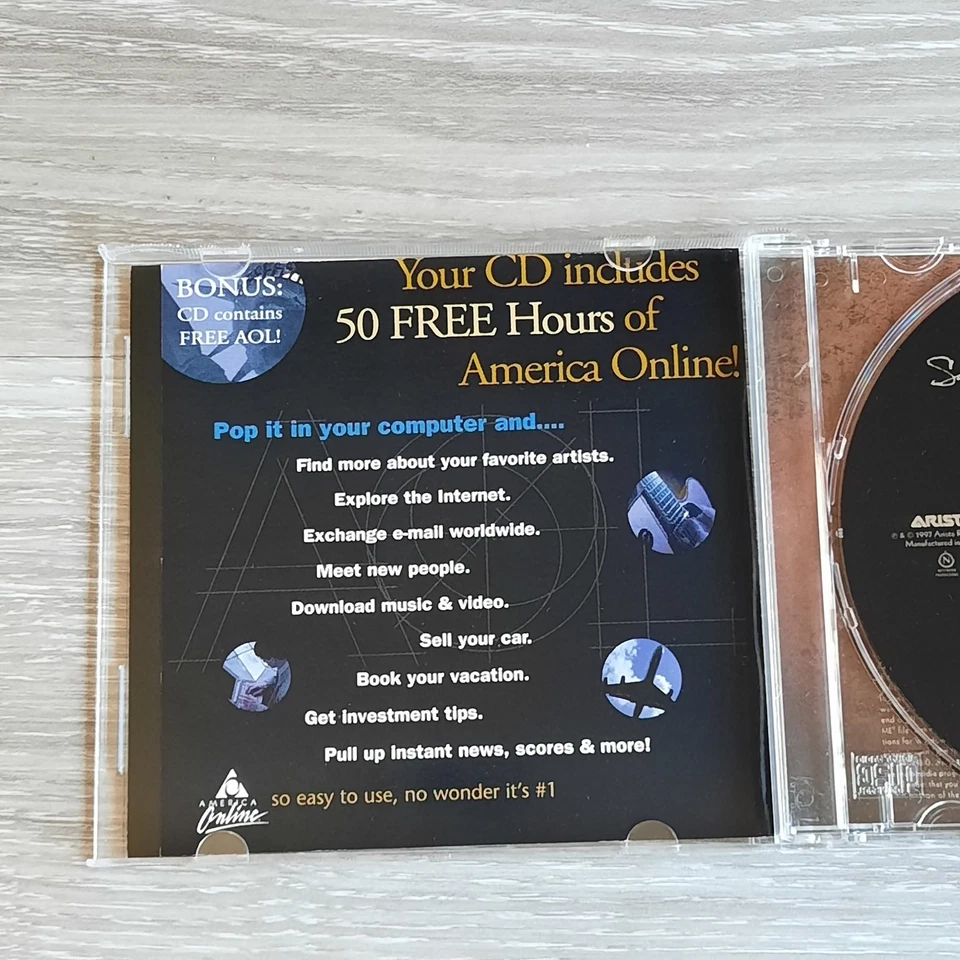 BONUS:
CD contains
FREE AOL!
Your CD includes
50 FREE Hours of
America Online!
Pop it in your computer and....
Find more about your favorite artists.
Explore the Internet.
Exchange e-mail worldwide.
Meet new people.
Download music & video.
Sell your car.
Book your vacation.
Get investment tips.
Pull up instant news, scores & more!
AMERICA
Online
so easy to use, no wonder it's #1
AOL
ARIST
℗ & © 1997 Arista
Manufactured in